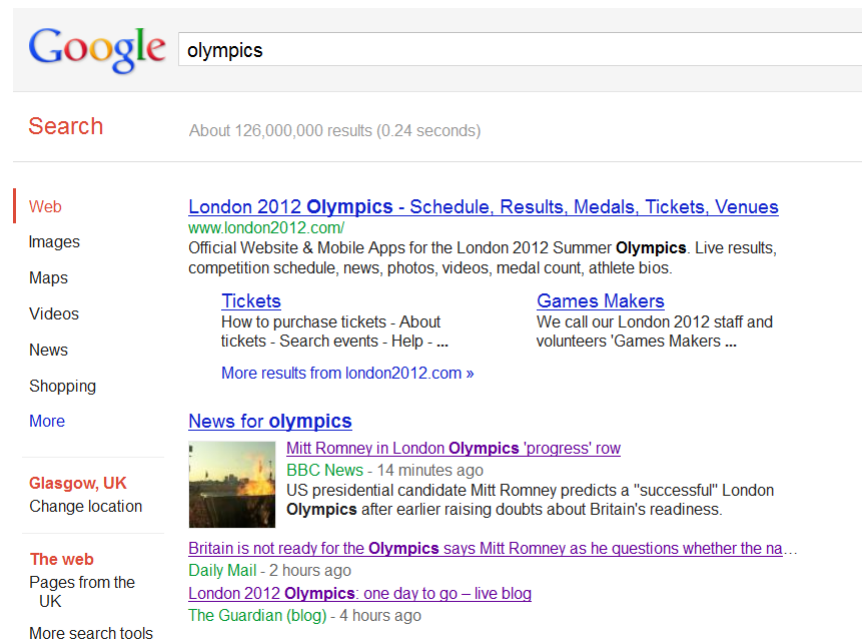 Google
olympics
Search
About 126,000,000 results (0.24 seconds)
Web
Images
Maps
Videos
News
Shopping
More
Glasgow, UK
Change location
The web
Pages from the
UK
More search tools
London 2012 Olympics - Schedule, Results, Medals, Tickets, Venues
www.london2012.com/
Official Website & Mobile Apps for the London 2012 Summer Olympics. Live results,
competition schedule, news, photos, videos, medal count, athlete bios.
Tickets
How to purchase tickets - About
tickets - Search events - Help - ...
Games Makers
We call our London 2012 staff and
volunteers 'Games Makers ...
More results from london2012.com »
News for olympics
Mitt Romney in London Olympics 'progress' row
BBC News - 14 minutes ago
US presidential candidate Mitt Romney predicts a "successful" London
Olympics after earlier raising doubts about Britain's readiness.
Britain is not ready for the Olympics says Mitt Romney as he questions whether the na...
Daily Mail - 2 hours ago
London 2012 Olympics: one day to go – live blog
The Guardian (blog) - 4 hours ago